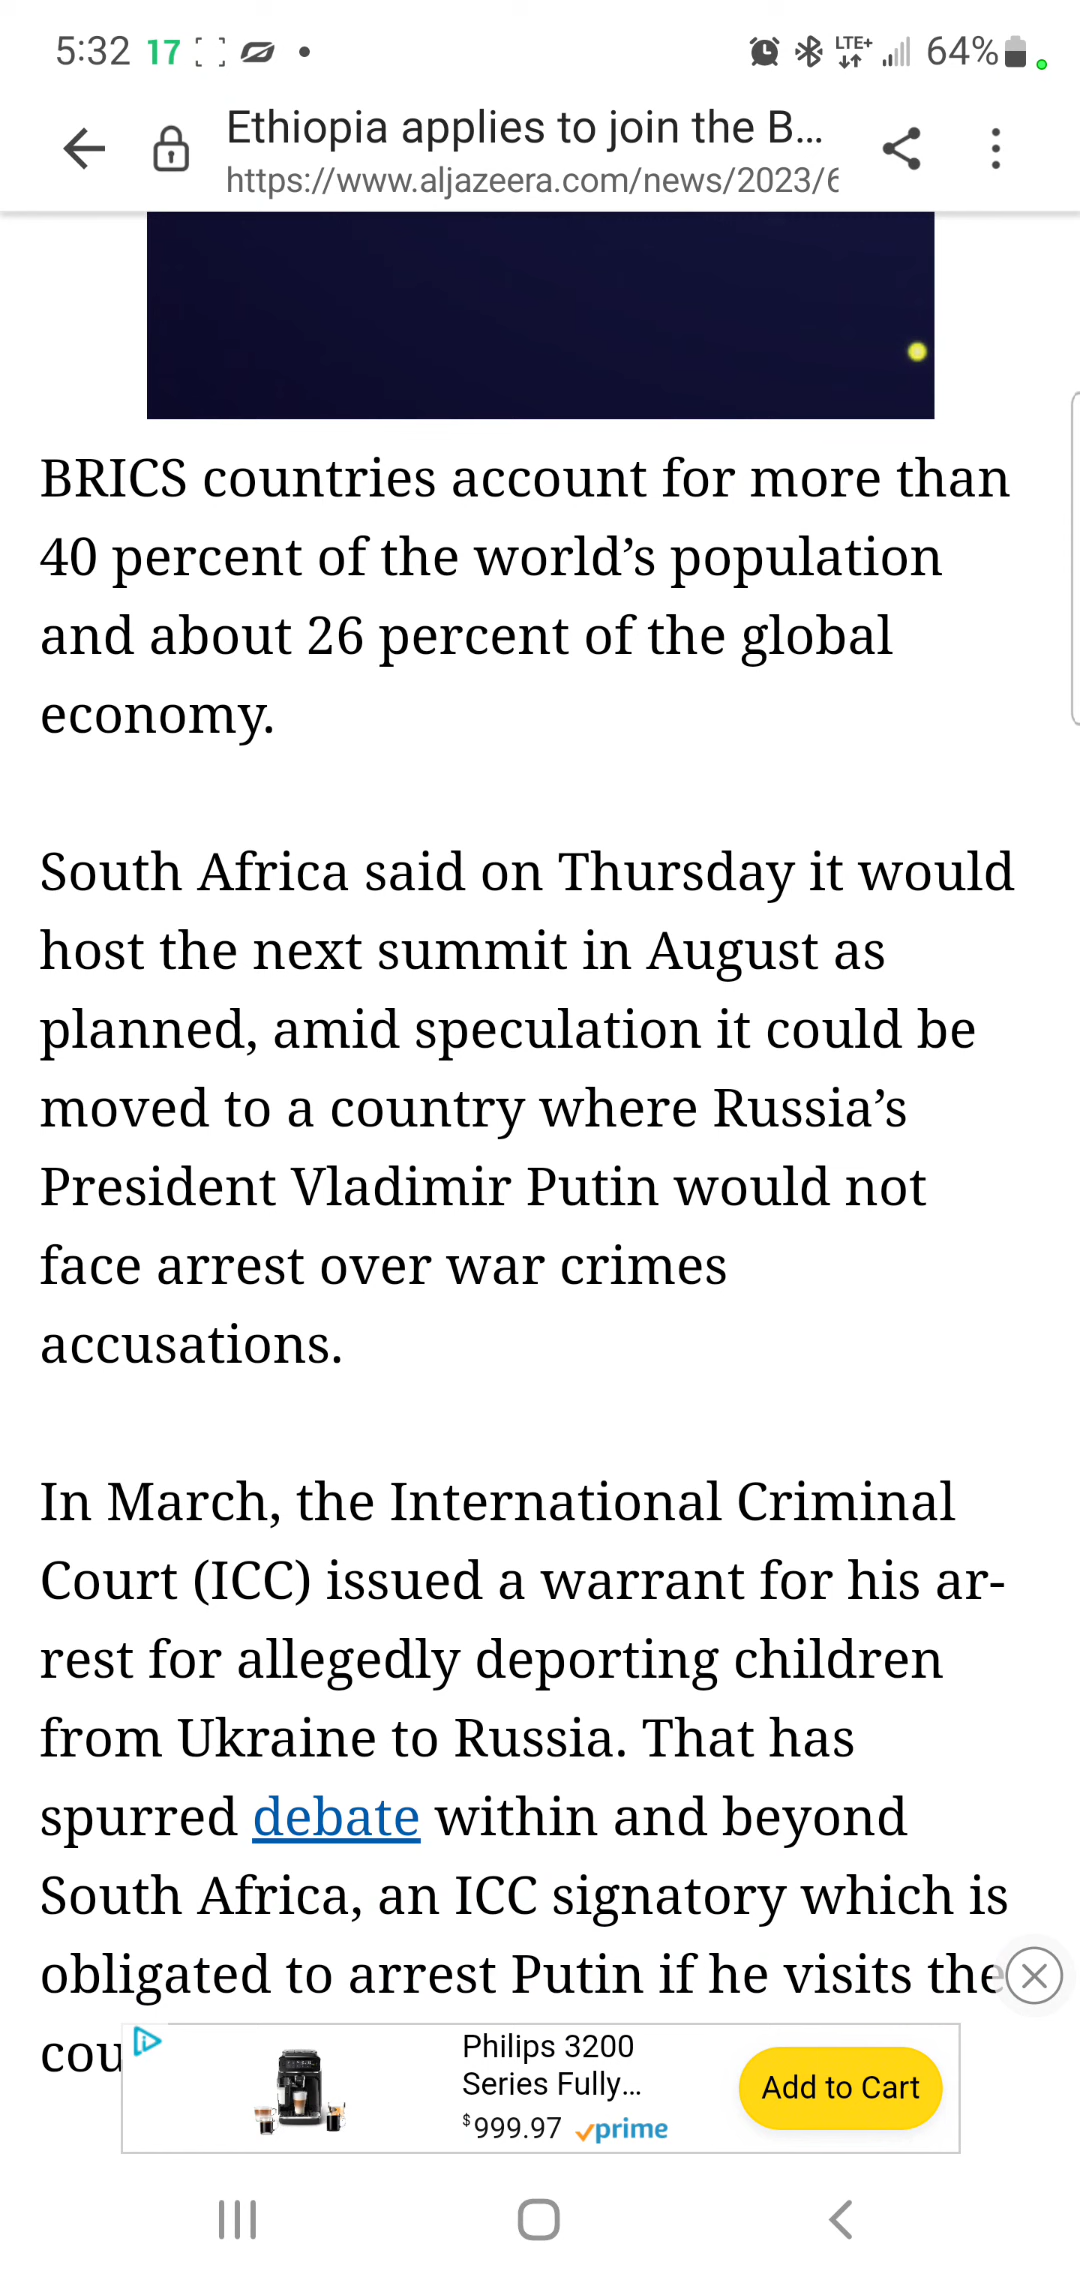 5:32 17 LTE+ 64%
Ethiopia applies to join the B...
https://www.aljazeera.com/news/2023/6
BRICS countries account for more than
40 percent of the world’s population
and about 26 percent of the global
economy.
South Africa said on Thursday it would
host the next summit in August as
planned, amid speculation it could be
moved to a country where Russia’s
President Vladimir Putin would not
face arrest over war crimes
accusations.
In March, the International Criminal
Court (ICC) issued a warrant for his ar-
rest for allegedly deporting children
from Ukraine to Russia. That has
spurred debate within and beyond
South Africa, an ICC signatory which is
obligated to arrest Putin if he visits the
cou
Philips 3200
Series Fully...
$999.97 prime
Add to Cart